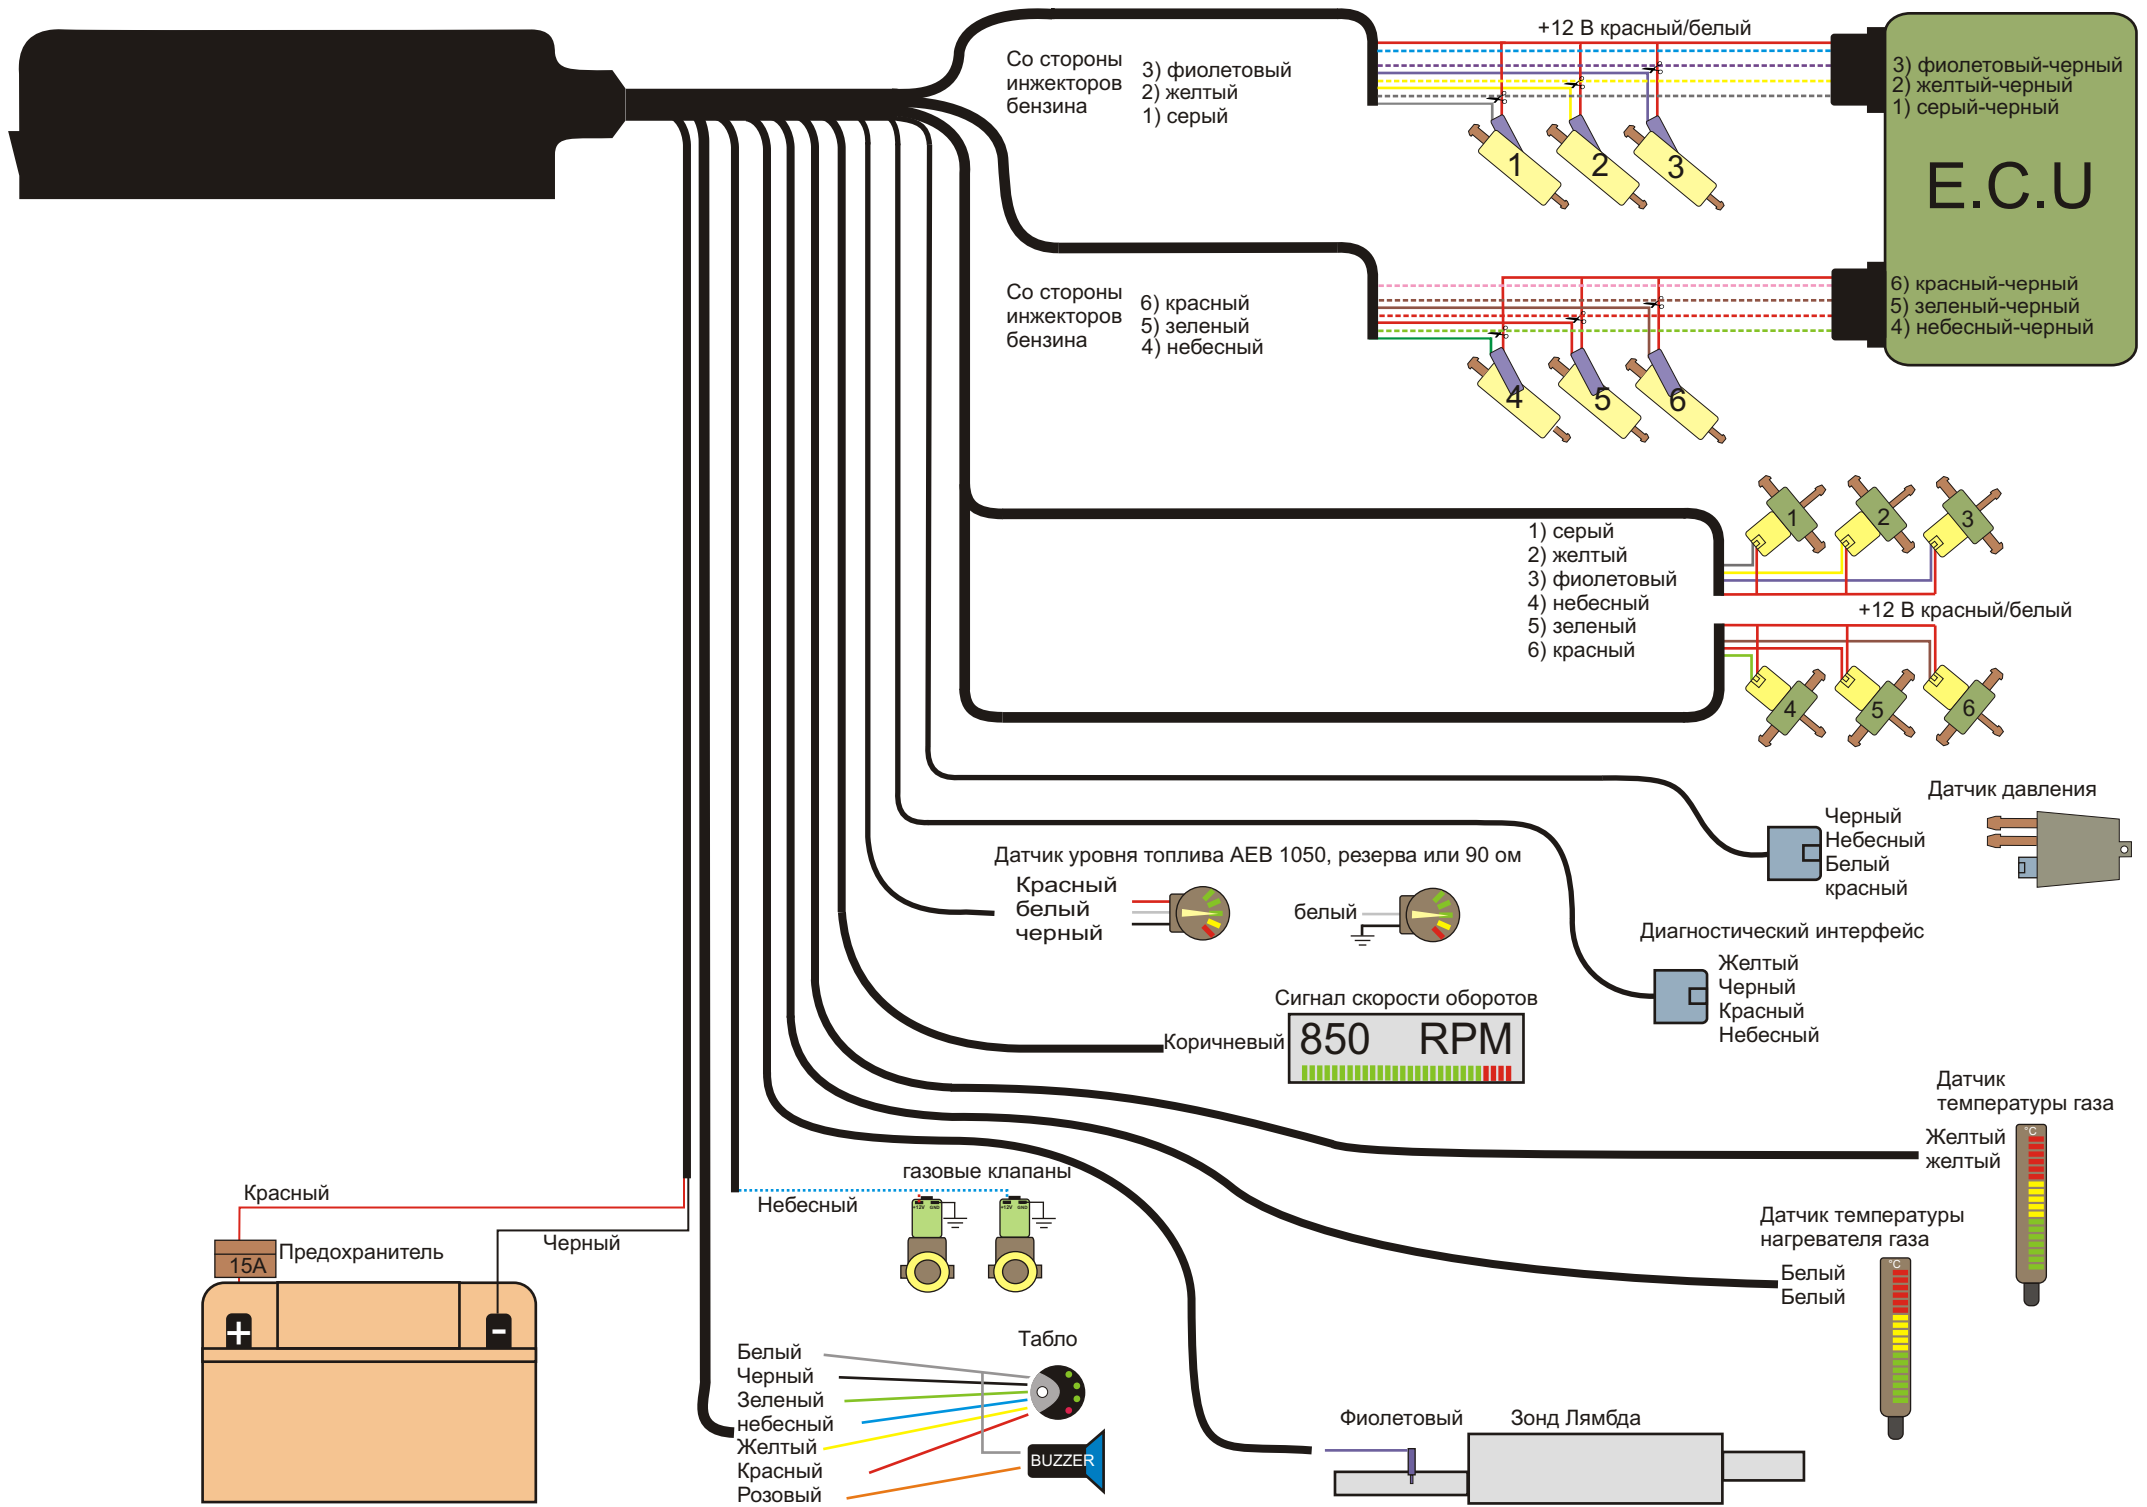 +12 В красный/белый
Со стороны
инжекторов
бензина
3) фиолетовый
2) желтый
1) серый
1
2
3
3) фиолетовый-черный
2) желтый-черный
1) серый-черный
E.C.U
Со стороны
инжекторов
бензина
6) красный
5) зеленый
4) небесный
4
5
6
6) красный-черный
5) зеленый-черный
4) небесный-черный
1
2
3
1) серый
2) желтый
3) фиолетовый
4) небесный
5) зеленый
6) красный
+12 В красный/белый
4
5
6
Датчик давления
Черный
Небесный
Белый
красный
Датчик уровня топлива АЕВ 1050, резерва или 90 ом
Красный
белый
черный
белый
Диагностический интерфейс
Желтый
Черный
Красный
Небесный
Сигнал скорости оборотов
Коричневый
850 RPM
Датчик
температуры газа
Желтый
желтый
°C
Датчик температуры
нагревателя газа
Белый
Белый
°C
газовые клапаны
Небесный
+12V GND
+12V GND
Красный
Черный
Предохранитель
15A
+
-
Табло
Белый
Черный
Зеленый
небесный
Желтый
Красный
Розовый
BUZZER
Фиолетовый
Зонд Лямбда